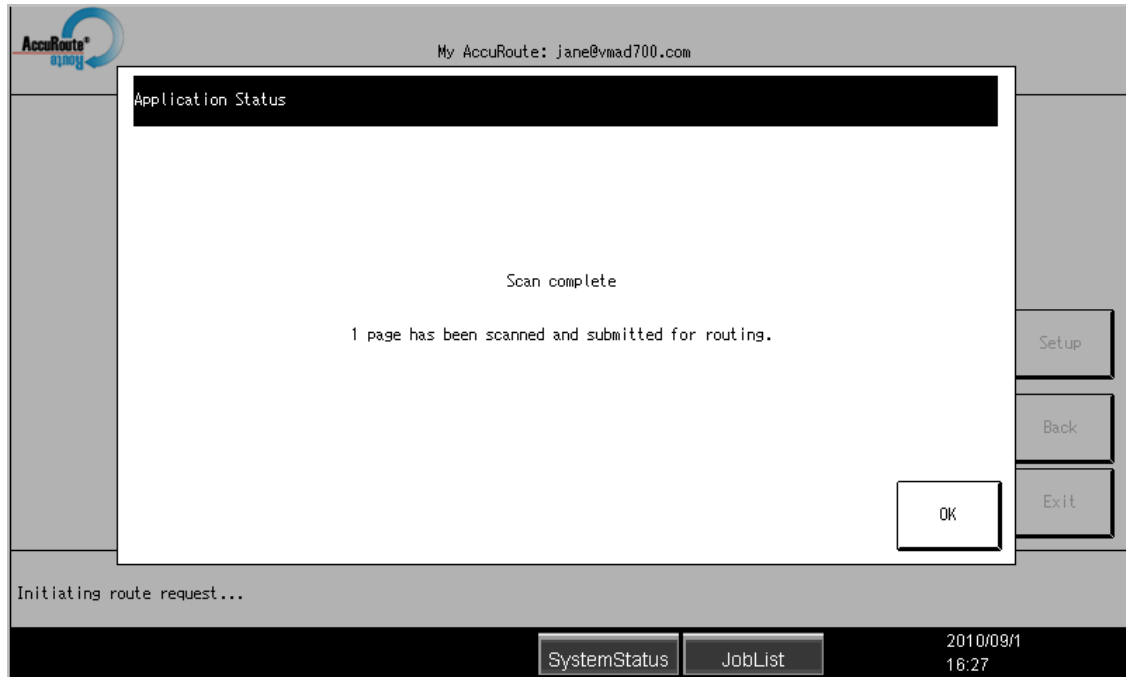 AccuRoute®
Route
My AccuRoute: jane@vmad700.com
Application Status
Scan complete
1 page has been scanned and submitted for routing.
Setup
Back
Exit
OK
Initiating route request...
SystemStatus
JobList
2010/09/1
16:27